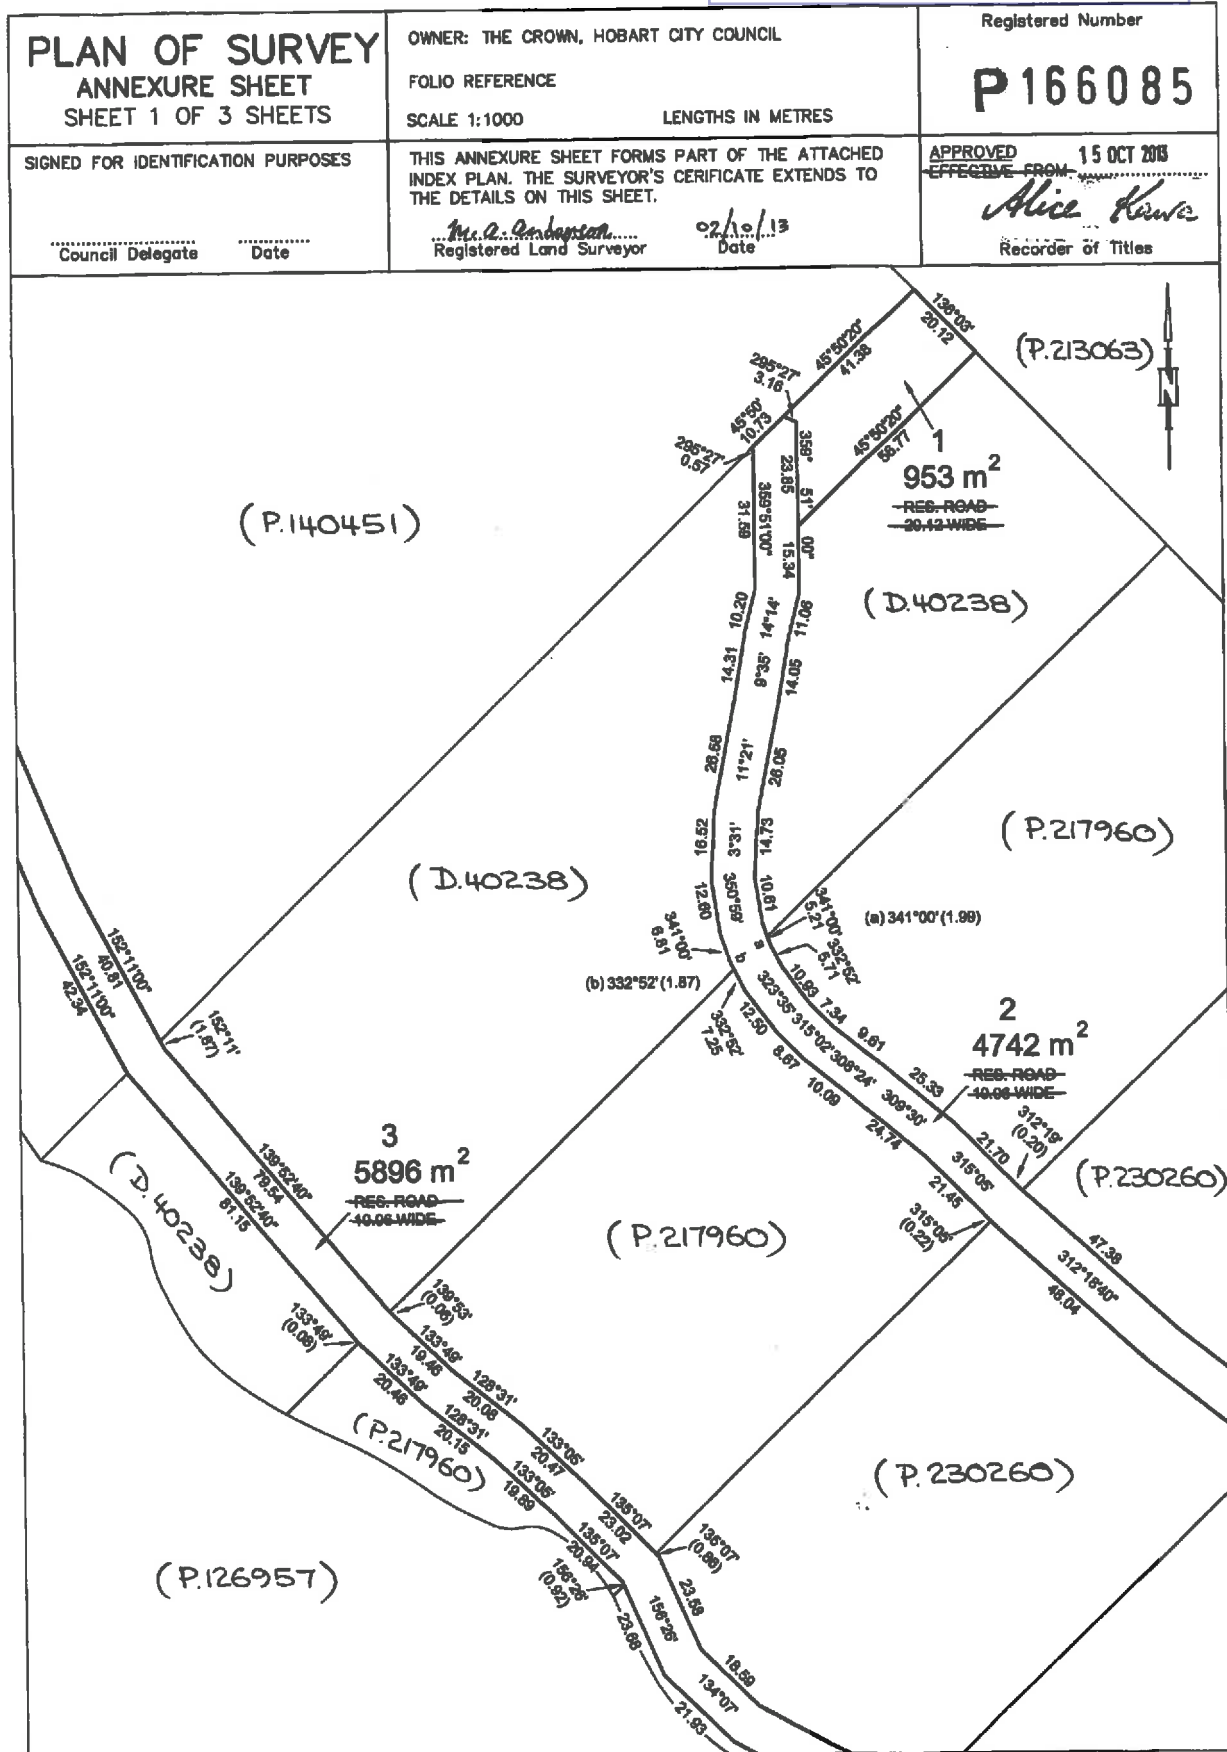 PLAN OF SURVEY
ANNEXURE SHEET
SHEET 1 OF 3 SHEETS
OWNER: THE CROWN, HOBART CITY COUNCIL
FOLIO REFERENCE
SCALE 1:1000 LENGTHS IN METRES
Registered Number
P166085
SIGNED FOR IDENTIFICATION PURPOSES
Council Delegate Date
THIS ANNEXURE SHEET FORMS PART OF THE ATTACHED
INDEX PLAN. THE SURVEYOR'S CERIFICATE EXTENDS TO
THE DETAILS ON THIS SHEET.
02/10/13
Registered Land Surveyor Date
APPROVED 15 OCT 2013
EFFECTIVE FROM
Alice Kawa
Recorder of Titles
138°03'
20.12
(P.213063)
45°50'20"
41.38
295°27'
3.16
45°50'
10.73
295°27'
0.57
45°50'20"
56.77
1
953 m²
RES. ROAD
20.12 WIDE
359° 51' 00"
23.85
15.34
359°51'00"
31.59
(P.140451)
(D.40238)
10.20
14°14'
11.06
14.31
9°35'
14.05
26.68
11°21'
26.05
16.52
3°31'
14.73
(P.217960)
(D.40238)
12.60
350°59'
10.61
341°00'
5.21
(a) 341°00' (1.99)
341°00'
6.81
a
b
332°52'
5.71
(b) 332°52' (1.87)
332°52'
7.25
10.93
323°35'
12.50
7.34
315°02'
8.67
9.61
308°24'
10.09
25.33
309°30'
24.74
2
4742 m²
RES. ROAD
10.06 WIDE
21.70
315°05'
21.45
312°19'
(0.20)
315°05'
(0.22)
(P.230260)
47.38
312°18'40"
48.04
152°11'00"
40.81
152°11'00"
42.34
152°11'
(1.87)
3
5896 m²
RES. ROAD
10.06 WIDE
139°52'40"
79.54
139°52'40"
81.15
(D.40238)
(P.217960)
139°53'
(0.06)
133°49'
(0.08)
133°49'
19.46
133°49'
20.46
128°31'
20.08
128°31'
20.15
(P.217960)
133°05'
20.47
133°05'
19.89
(P.230260)
135°07'
23.02
135°07'
20.94
135°07'
(0.86)
156°26'
(0.92)
(P.126957)
23.58
156°26'
23.68
18.59
134°07'
21.93